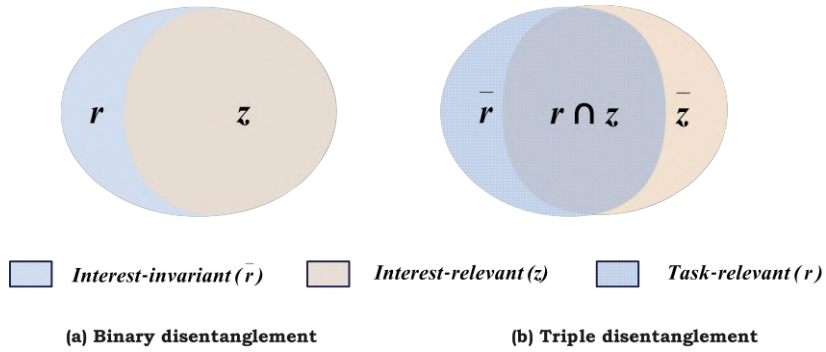 r z
r̄ r ∩ z z̄
Interest-invariant ( r̄ ) Interest-relevant (z) Task-relevant ( r )
(a) Binary disentanglement (b) Triple disentanglement